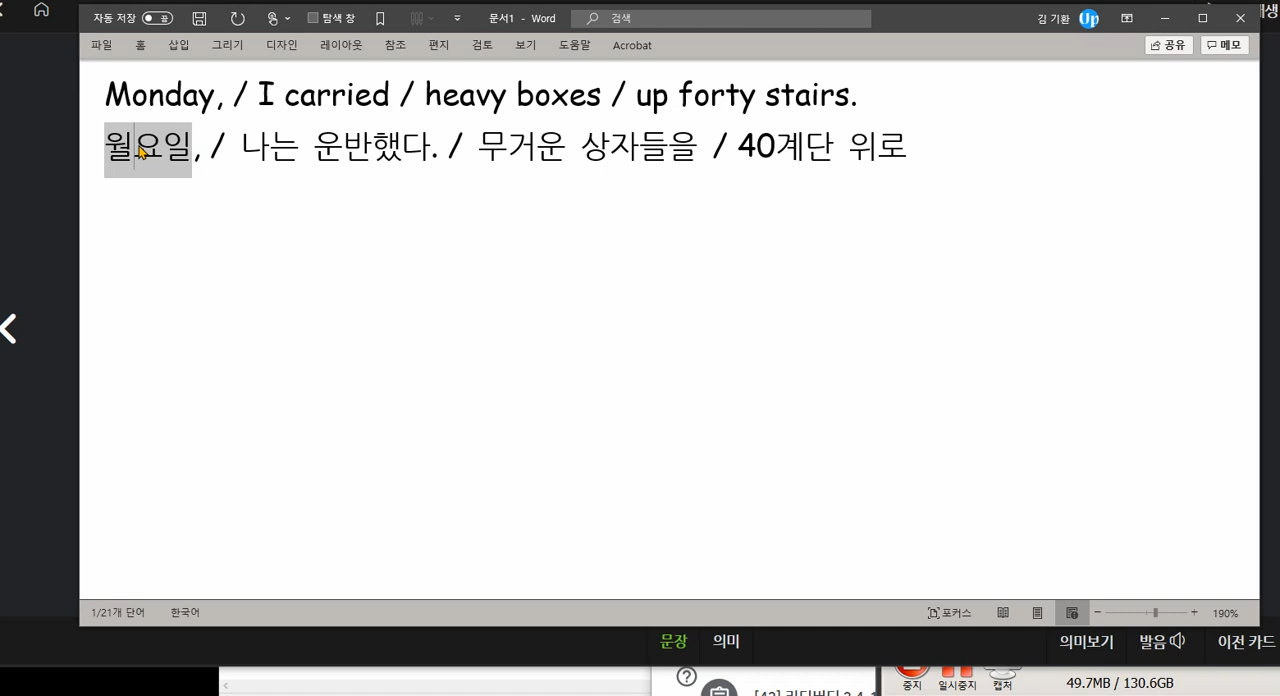 자동 저장 끔 탐색 창 문서1 - Word 검색 김 기환 Up
파일 홈 삽입 그리기 디자인 레이아웃 참조 편지 검토 보기 도움말 Acrobat 공유 메모
Monday, / I carried / heavy boxes / up forty stairs.
월요일, / 나는 운반했다. / 무거운 상자들을 / 40계단 위로
1/21개 단어 한국어 포커스 190%
문장 의미 의미보기 발음 이전 카드
중지 일시중지 캡처 49.7MB / 130.6GB